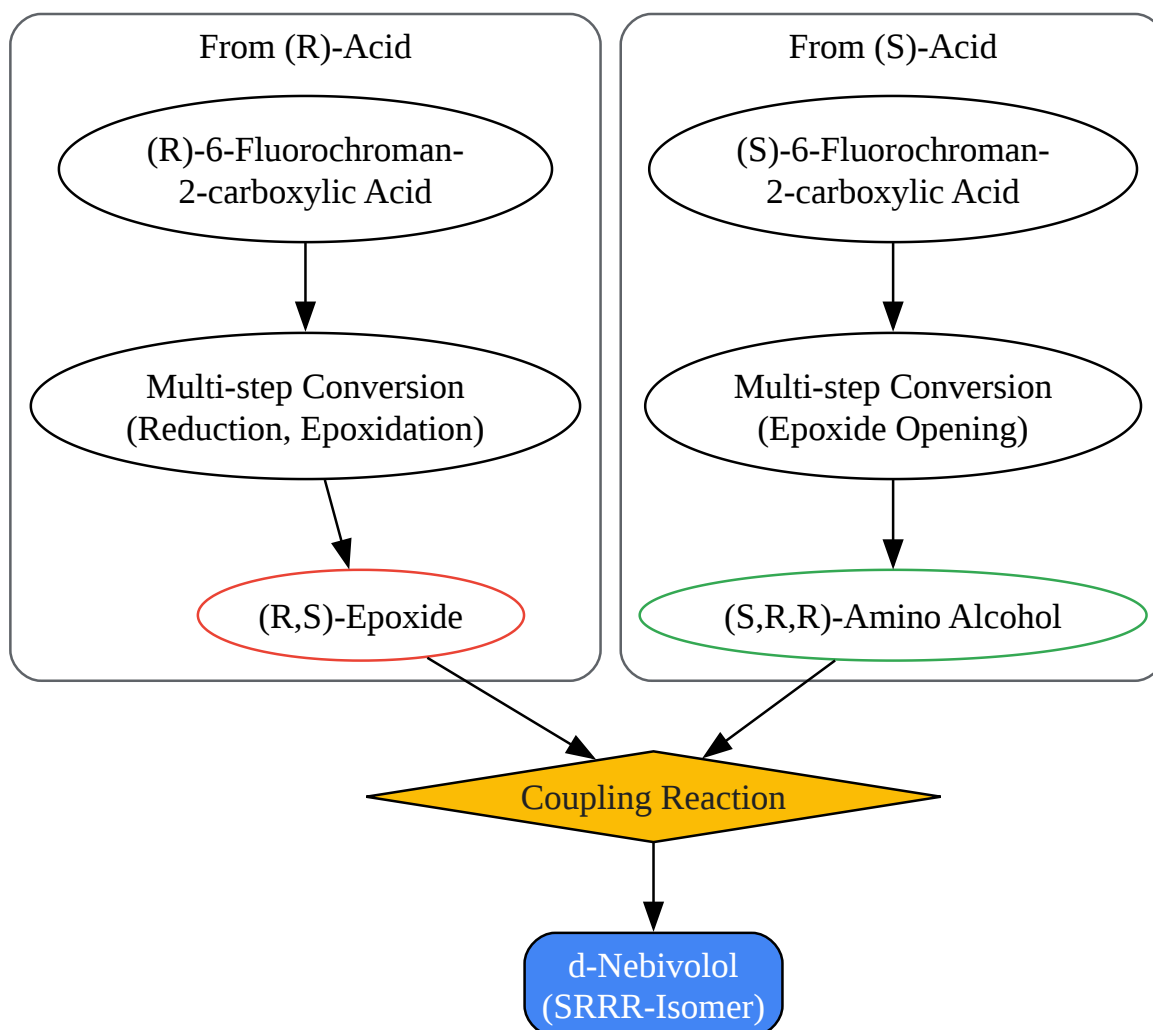 From (R)-Acid
(R)-6-Fluorochroman-
2-carboxylic Acid
Multi-step Conversion
(Reduction, Epoxidation)
(R,S)-Epoxide
From (S)-Acid
(S)-6-Fluorochroman-
2-carboxylic Acid
Multi-step Conversion
(Epoxide Opening)
(S,R,R)-Amino Alcohol
Coupling Reaction
d-Nebivolol
(SRRR-Isomer)